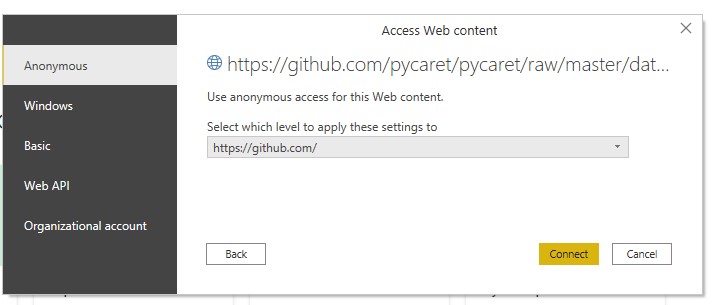 Access Web content
Anonymous
Windows
Basic
Web API
Organizational account
https://github.com/pycaret/pycaret/raw/master/dat...
Use anonymous access for this Web content.
Select which level to apply these settings to
https://github.com/
Back
Connect
Cancel